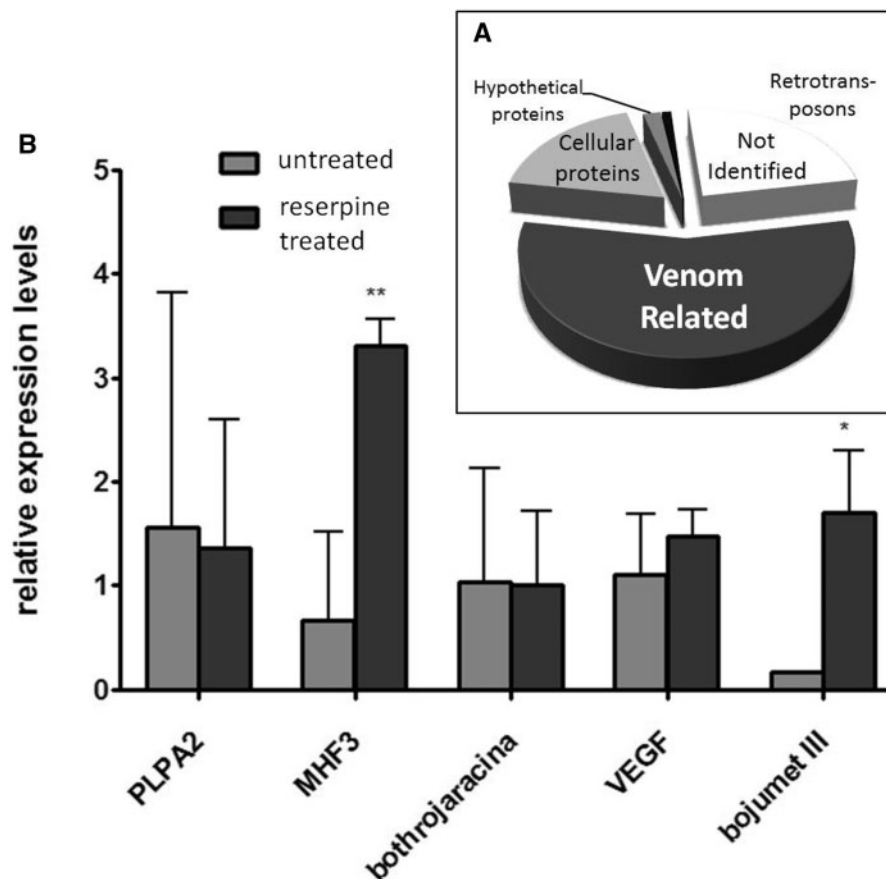 A
Hypothetical
proteins
Retrotrans-
posons
Cellular
proteins
Not
Identified
Venom
Related
B
untreated
reserpine
treated
relative expression levels
5
4
3
2
1
0
**
*
PLPA2
MHF3
bothrojaracina
VEGF
bojumet III